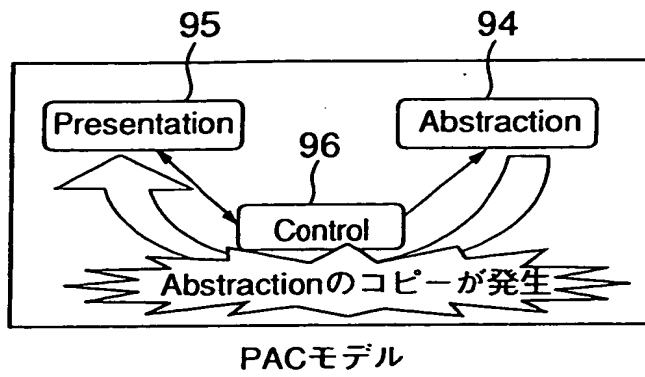 95
94
Presentation
Abstraction
96
Control
Abstractionのコピーが発生
PACモデル